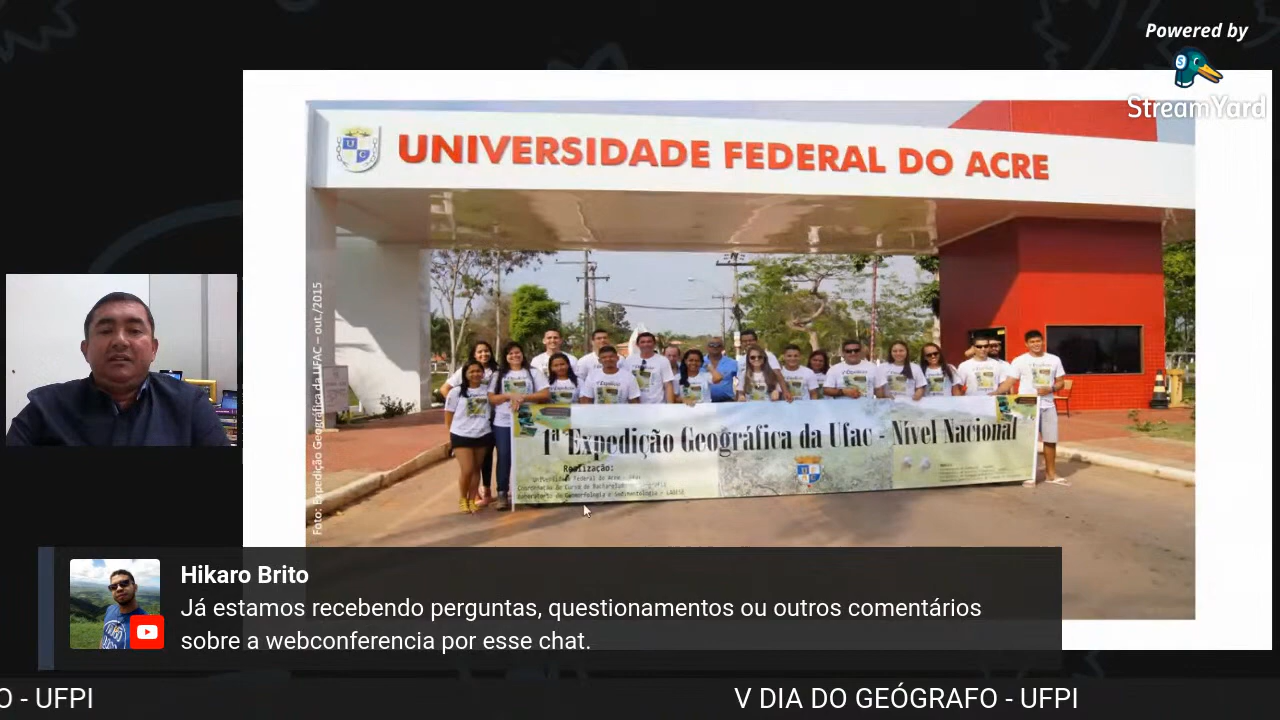 Powered by
StreamYard
UNIVERSIDADE FEDERAL DO ACRE
Foto: Expedição Geográfica da UFAC – out./2015
1ª Expedição Geográfica da Ufac - Nível Nacional
Realização:
Hikaro Brito
Já estamos recebendo perguntas, questionamentos ou outros comentários
sobre a webconferencia por esse chat.
O - UFPI
V DIA DO GEÓGRAFO - UFPI